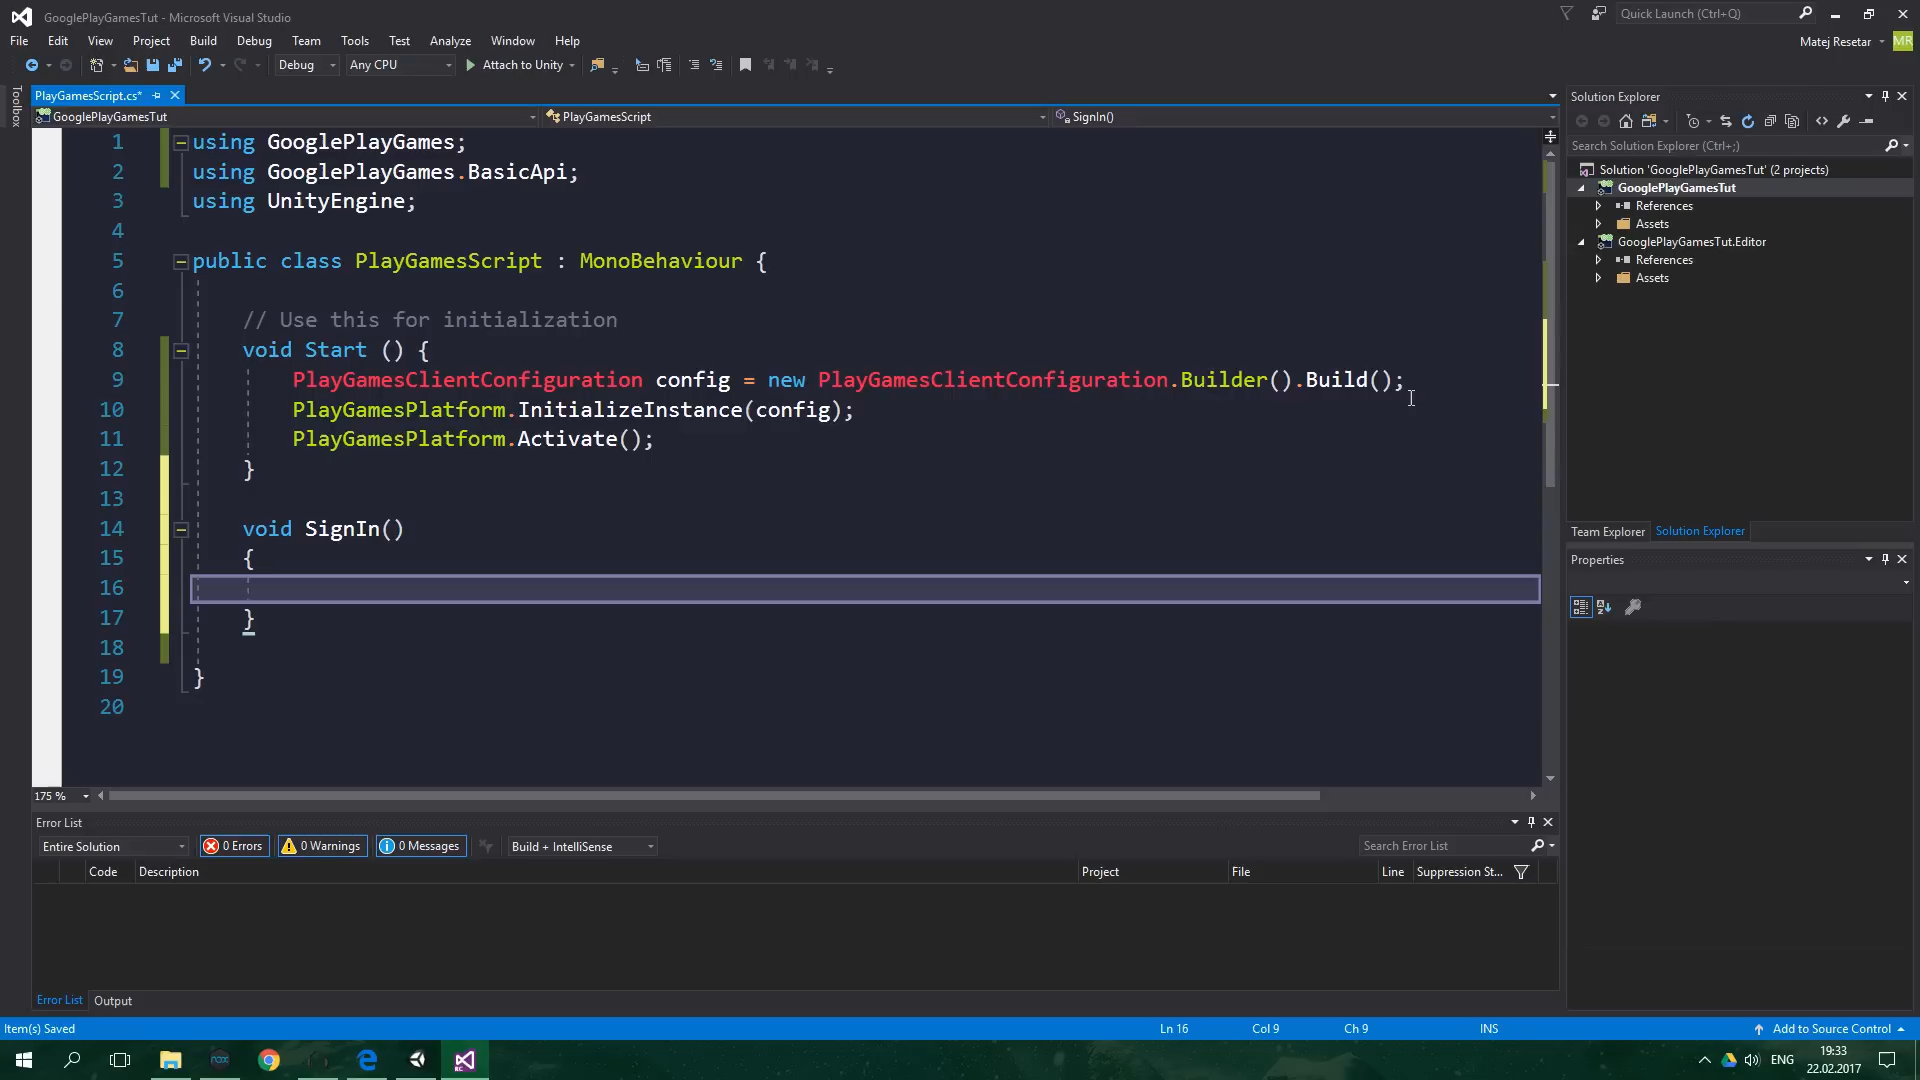 GooglePlayGamesTut - Microsoft Visual Studio
Quick Launch (Ctrl+Q)
File Edit View Project Build Debug Team Tools Test Analyze Window Help
Matej Resetar MR
Debug Any CPU Attach to Unity
Toolbox
PlayGamesScript.cs*
GooglePlayGamesTut PlayGamesScript SignIn()
1 using GooglePlayGames;
2 using GooglePlayGames.BasicApi;
3 using UnityEngine;
4
5 public class PlayGamesScript : MonoBehaviour {
6
7 // Use this for initialization
8 void Start () {
9 PlayGamesClientConfiguration config = new PlayGamesClientConfiguration.Builder().Build();
10 PlayGamesPlatform.InitializeInstance(config);
11 PlayGamesPlatform.Activate();
12 }
13
14 void SignIn()
15 {
16
17 }
18
19 }
20
175 %
Solution Explorer
Search Solution Explorer (Ctrl+;)
Solution 'GooglePlayGamesTut' (2 projects)
GooglePlayGamesTut
References
Assets
GooglePlayGamesTut.Editor
References
Assets
Team Explorer Solution Explorer
Properties
Error List
Entire Solution 0 Errors 0 Warnings 0 Messages Build + IntelliSense Search Error List
Code Description Project File Line Suppression St...
Error List Output
Item(s) Saved Ln 16 Col 9 Ch 9 INS Add to Source Control
ENG 19:33
22.02.2017